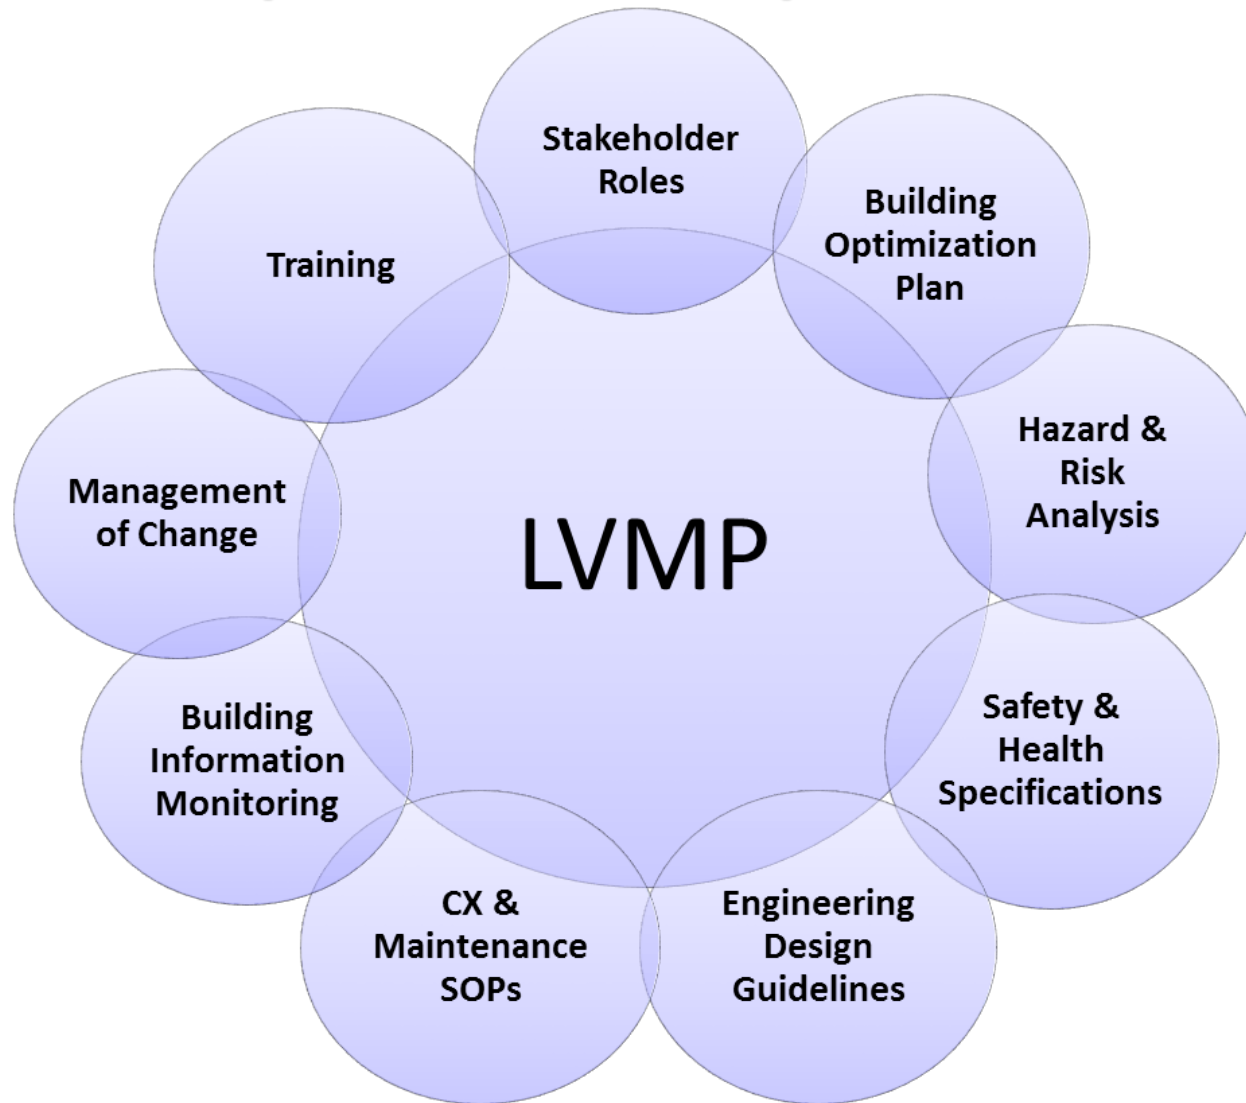 Stakeholder
Roles
Building
Optimization
Plan
Hazard &
Risk
Analysis
Safety &
Health
Specifications
Engineering
Design
Guidelines
CX &
Maintenance
SOPs
Building
Information
Monitoring
Management
of Change
Training
LVMP